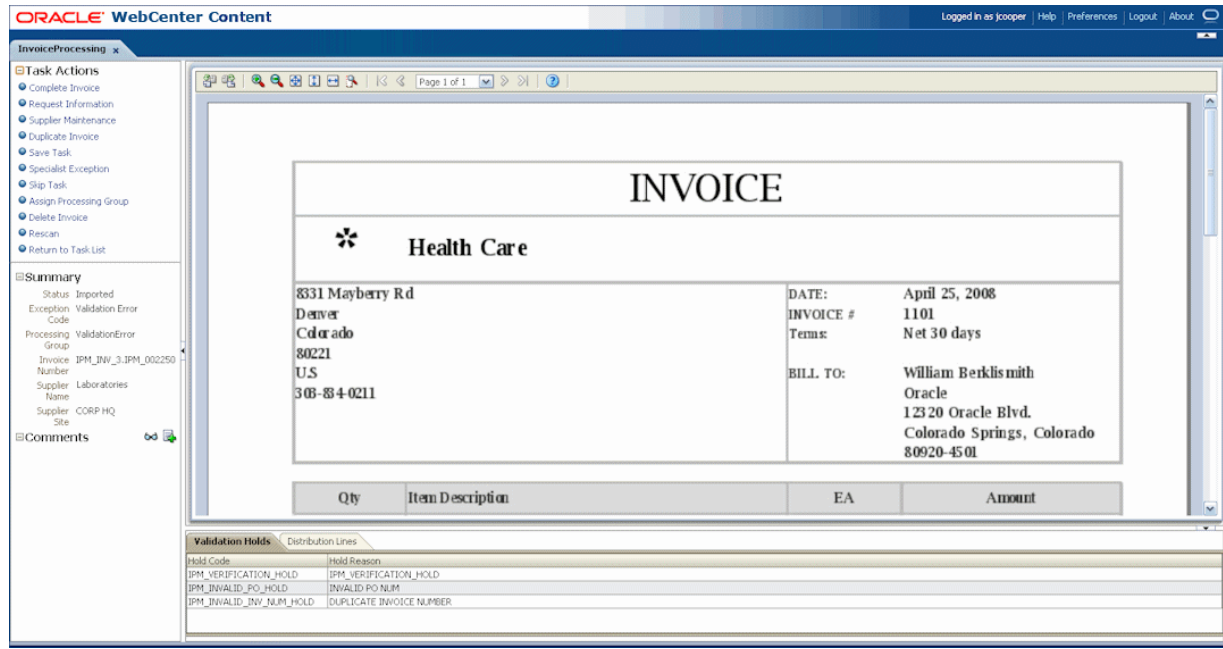 ORACLE WebCenter Content
Logged in as jcooper Help Preferences Logout About
InvoiceProcessing x
Task Actions
Complete Invoice
Request Information
Supplier Maintenance
Duplicate Invoice
Save Task
Specialist Exception
Skip Task
Assign Processing Group
Delete Invoice
Rescan
Return to Task List
Summary
Status Imported
Exception Code Validation Error
Processing Group ValidationError
Invoice Number IPM_INV_3.IPM_002250
Supplier Name Laboratories
Supplier Site CORP HQ
Comments
Page 1 of 1
INVOICE
* Health Care
8331 Mayberry Rd
Denver
Colorado
80221
U.S
303-834-0211
DATE: April 25, 2008
INVOICE # 1101
Terms: Net 30 days
BILL TO: William Berklismith
Oracle
12320 Oracle Blvd.
Colorado Springs, Colorado
80920-4501
Qty Item Description EA Amount
Validation Holds Distribution Lines
Hold Code Hold Reason
IPM_VERIFICATION_HOLD IPM_VERIFICATION_HOLD
IPM_INVALID_PO_HOLD INVALID PO NUM
IPM_INVALID_INV_NUM_HOLD DUPLICATE INVOICE NUMBER